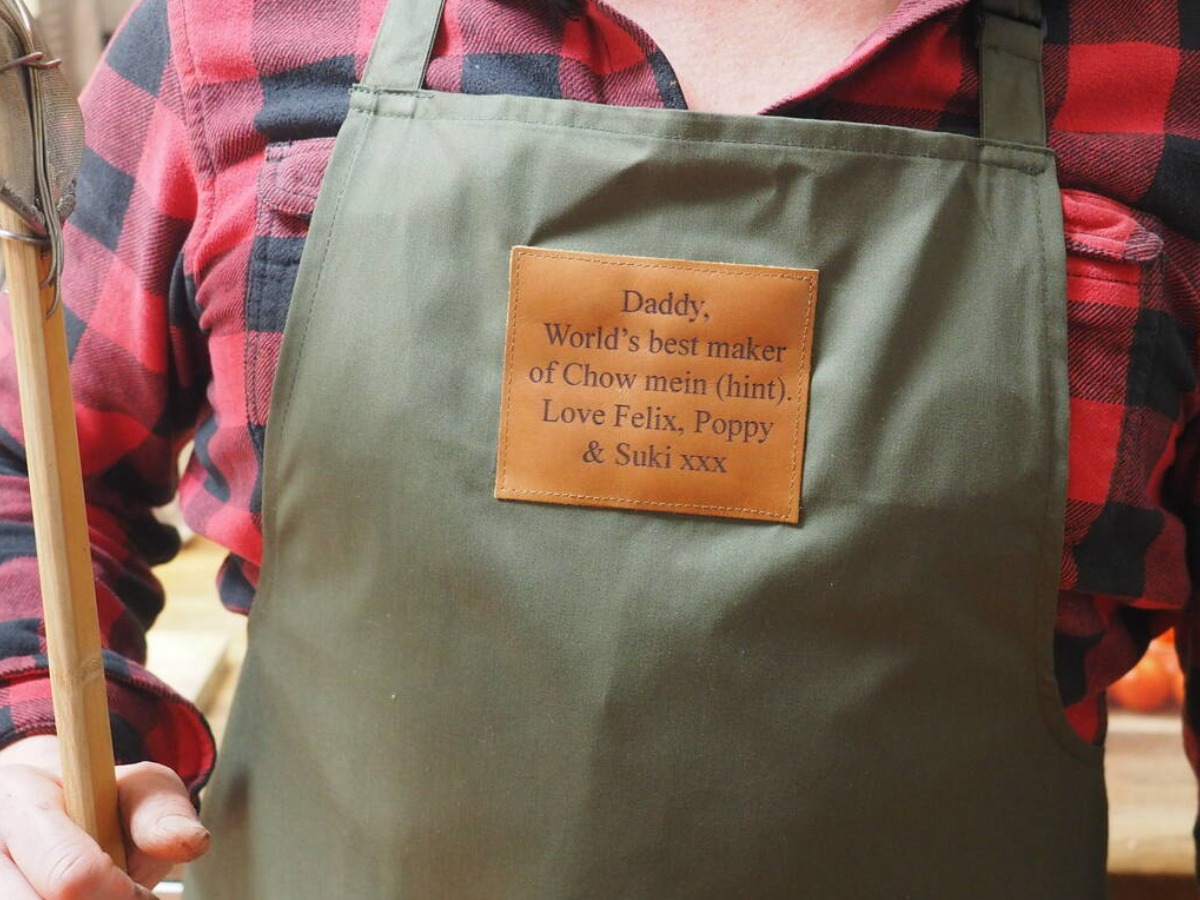 Daddy,
World’s best maker
of Chow mein (hint).
Love Felix, Poppy
& Suki xxx